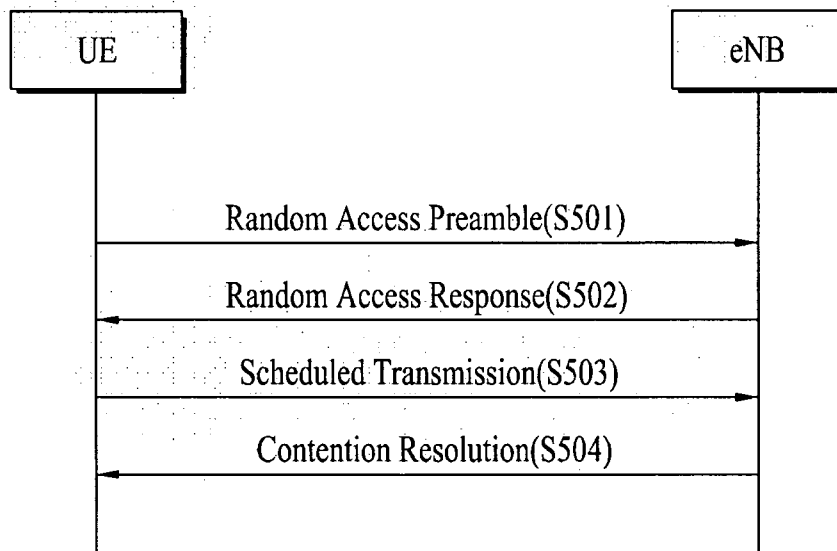 UE
eNB
Random Access Preamble(S501)
Random Access Response(S502)
Scheduled Transmission(S503)
Contention Resolution(S504)